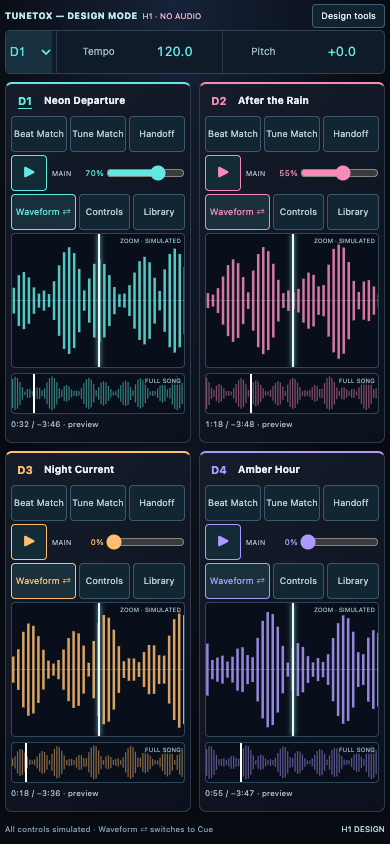 TUNETOX — DESIGN MODE H1 · NO AUDIO Design tools
D1 Tempo 120.0 Pitch +0.0
D1 Neon Departure
Beat Match Tune Match Handoff
MAIN 70%
Waveform ⇄ Controls Library
ZOOM · SIMULATED
FULL SONG
0:32 / −3:46 · preview
D2 After the Rain
Beat Match Tune Match Handoff
MAIN 55%
Waveform ⇄ Controls Library
ZOOM · SIMULATED
FULL SONG
1:18 / −3:48 · preview
D3 Night Current
Beat Match Tune Match Handoff
MAIN 0%
Waveform ⇄ Controls Library
ZOOM · SIMULATED
FULL SONG
0:18 / −3:36 · preview
D4 Amber Hour
Beat Match Tune Match Handoff
MAIN 0%
Waveform ⇄ Controls Library
ZOOM · SIMULATED
FULL SONG
0:55 / −3:47 · preview
All controls simulated · Waveform ⇄ switches to Cue H1 DESIGN